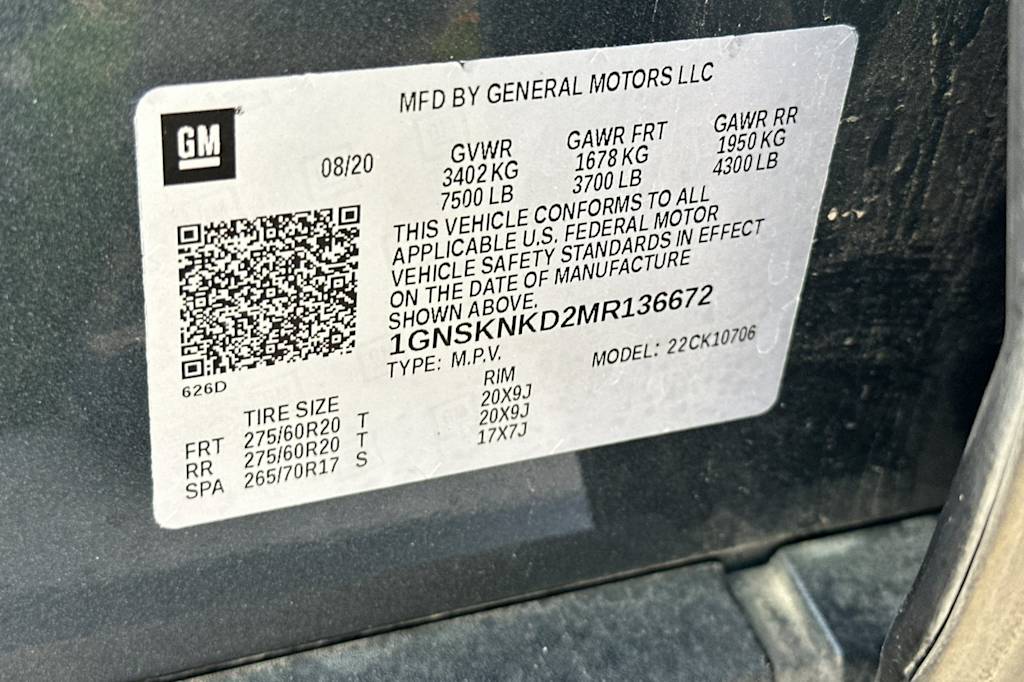 MFD BY GENERAL MOTORS LLC
GM
08/20
GVWR GAWR FRT GAWR RR
3402 KG 1678 KG 1950 KG
7500 LB 3700 LB 4300 LB
THIS VEHICLE CONFORMS TO ALL
APPLICABLE U.S. FEDERAL MOTOR
VEHICLE SAFETY STANDARDS IN EFFECT
ON THE DATE OF MANUFACTURE
SHOWN ABOVE.
1GNSKNKD2MR136672
TYPE: M.P.V. MODEL: 22CK10706
626D
TIRE SIZE RIM
FRT 275/60R20 T 20X9J
RR 275/60R20 T 20X9J
SPA 265/70R17 S 17X7J